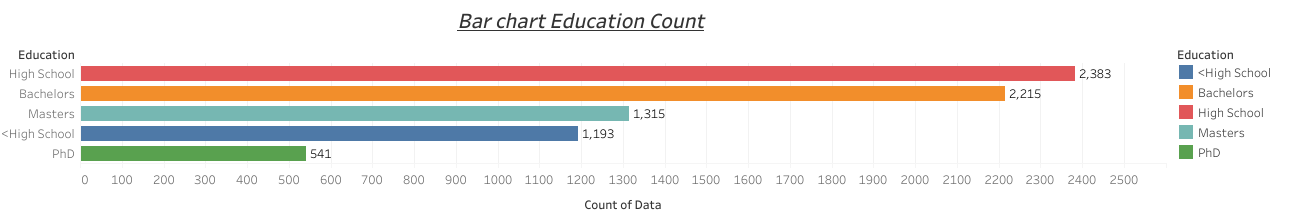 Bar chart Education Count
Education
High School 2,383
Bachelors 2,215
Masters 1,315
<High School 1,193
PhD 541
0 100 200 300 400 500 600 700 800 900 1000 1100 1200 1300 1400 1500 1600 1700 1800 1900 2000 2100 2200 2300 2400 2500
Count of Data
Education
<High School
Bachelors
High School
Masters
PhD